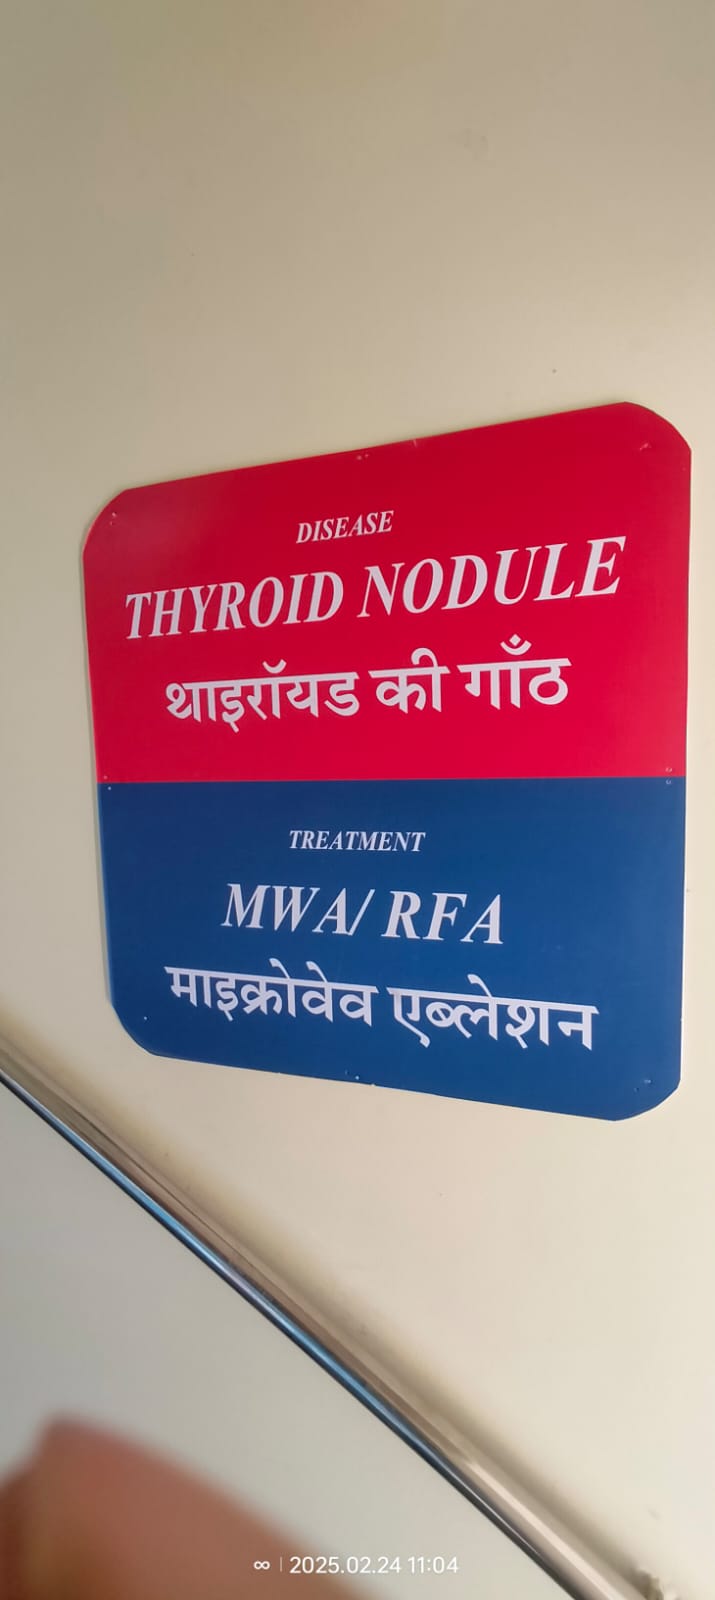 DISEASE
THYROID NODULE
थाइरॉयड की गाँठ
TREATMENT
MWA/ RFA
माइक्रोवेव एब्लेशन
∞ | 2025.02.24 11:04